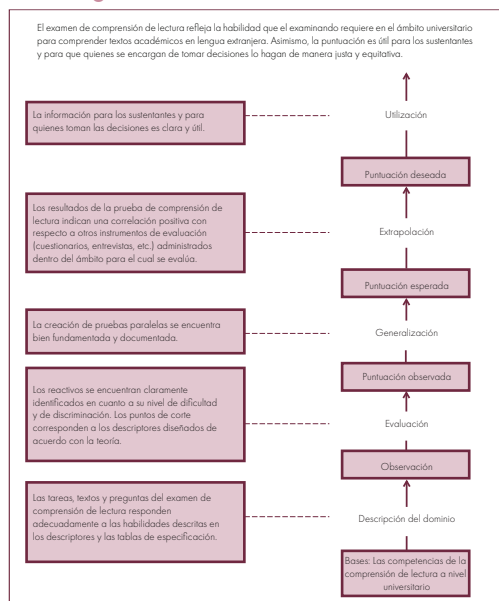 El examen de comprensión de lectura refleja la habilidad que el examinando requiere en el ámbito universitario
para comprender textos académicos en lengua extranjera. Asimismo, la puntuación es útil para los sustentantes
y para que quienes se encargan de tomar decisiones lo hagan de manera justa y equitativa.
La información para los sustentantes y para
quienes toman las decisiones es clara y útil.
Utilización
Puntuación deseada
Los resultados de la prueba de comprensión de
lectura indican una correlación positiva con
respecto a otros instrumentos de evaluación
(cuestionarios, entrevistas, etc.) administrados
dentro del ámbito para el cual se evalúa.
Extrapolación
Puntuación esperada
La creación de pruebas paralelas se encuentra
bien fundamentada y documentada.
Generalización
Puntuación observada
Los reactivos se encuentran claramente
identificados en cuanto a su nivel de dificultad
y de discriminación. Los puntos de corte
corresponden a los descriptores diseñados de
acuerdo con la teoría.
Evaluación
Observación
Las tareas, textos y preguntas del examen de
comprensión de lectura responden
adecuadamente a las habilidades descritas en
los descriptores y las tablas de especificación.
Descripción del dominio
Bases: Las competencias de la
comprensión de lectura a nivel
universitario